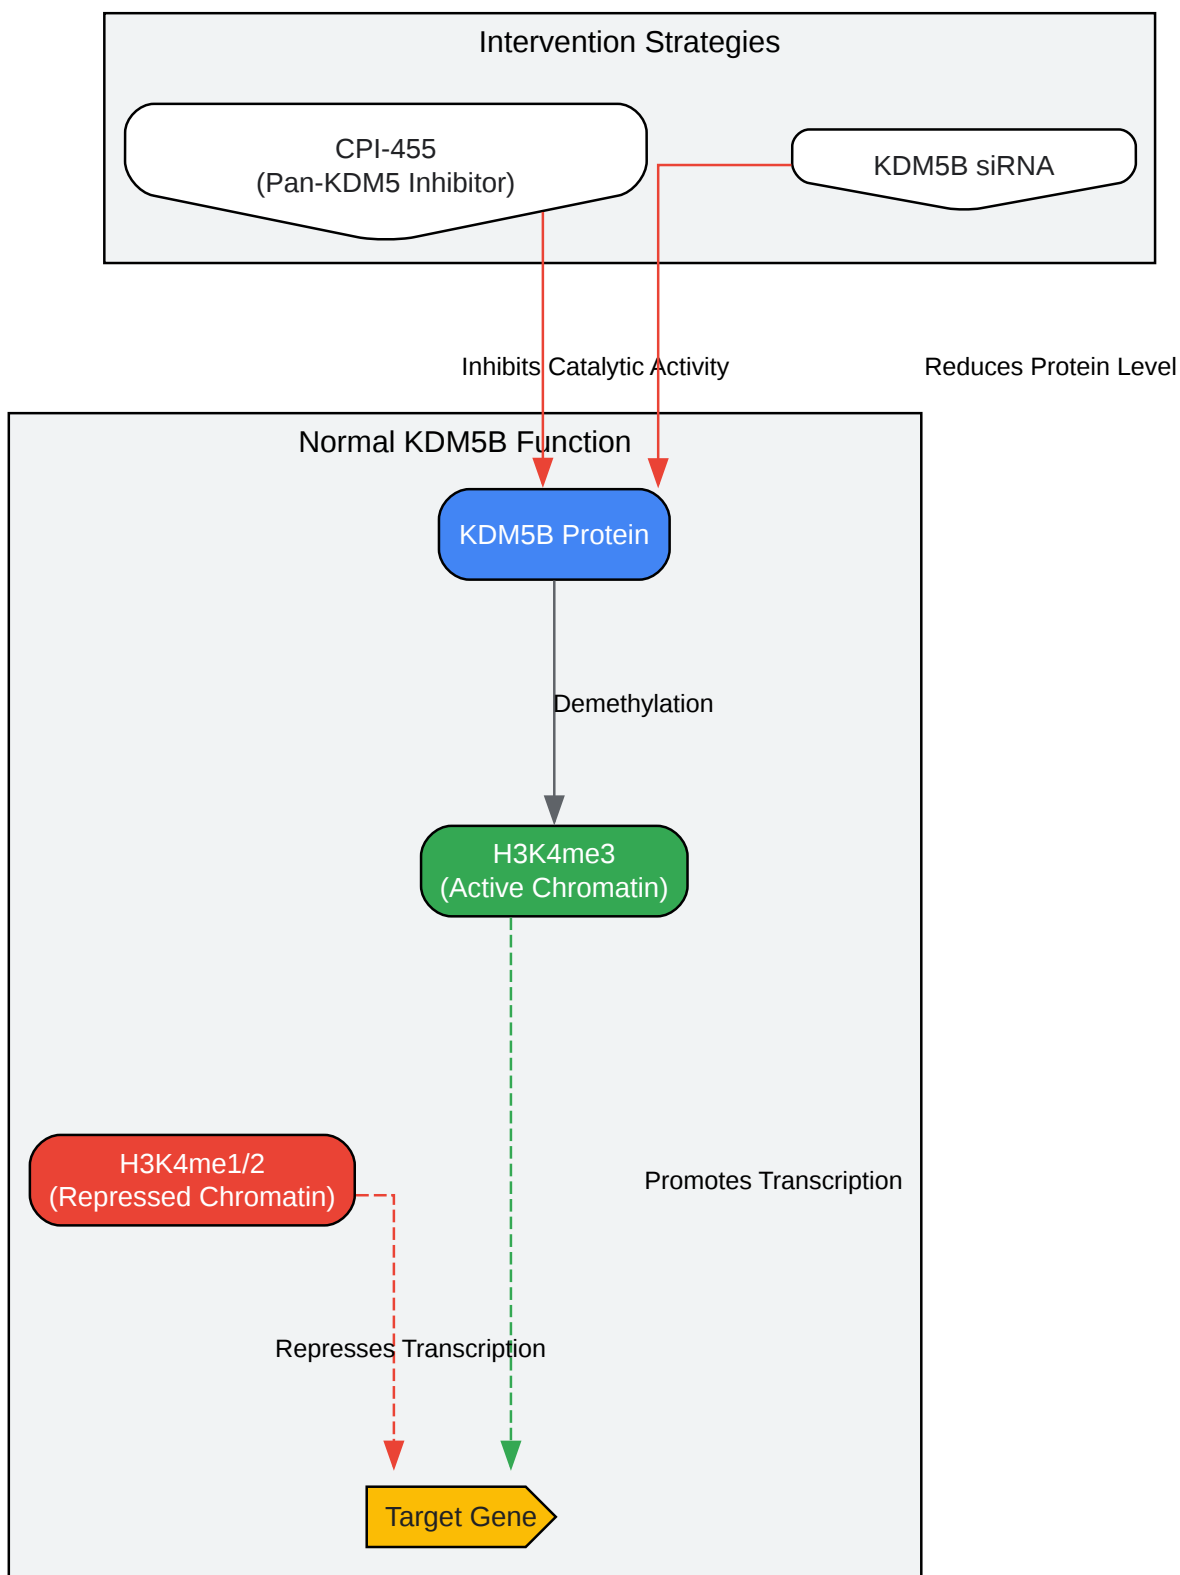 Intervention Strategies
CPI-455
(Pan-KDM5 Inhibitor)
KDM5B siRNA
Inhibits Catalytic Activity
Reduces Protein Level
Normal KDM5B Function
KDM5B Protein
Demethylation
H3K4me3
(Active Chromatin)
H3K4me1/2
(Repressed Chromatin)
Promotes Transcription
Represses Transcription
Target Gene